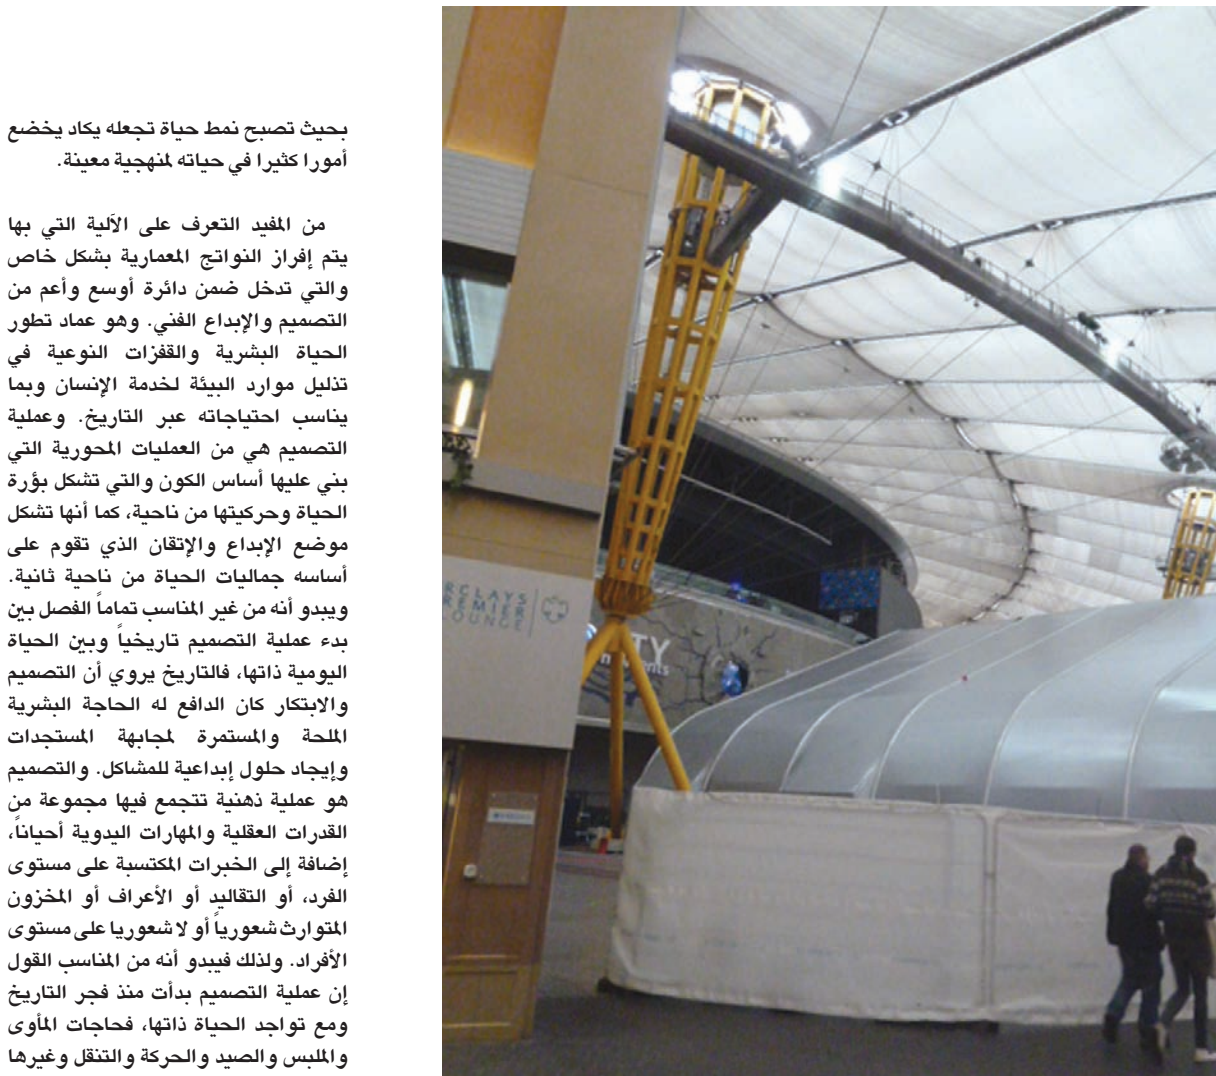 بحيث تصبح نمط حياة تجعله يكاد يخضع
أمورا كثيرا في حياته لمنهجية معينة.
من المفيد التعرف على الآلية التي بها
يتم إفراز النواتج المعمارية بشكل خاص
والتي تدخل ضمن دائرة أوسع وأعم من
التصميم والإبداع الفني. وهو عماد تطور
الحياة البشرية والقفزات النوعية في
تذليل موارد البيئة لخدمة الإنسان وبما
يناسب احتياجاته عبر التاريخ. وعملية
التصميم هي من العمليات المحورية التي
بني عليها أساس الكون والتي تشكل بؤرة
الحياة وحركيتها من ناحية، كما أنها تشكل
موضع الإبداع والإتقان الذي تقوم على
أساسه جماليات الحياة من ناحية ثانية.
ويبدو أنه من غير المناسب تماماً الفصل بين
بدء عملية التصميم تاريخياً وبين الحياة
اليومية ذاتها، فالتاريخ يروي أن التصميم
والابتكار كان الدافع له الحاجة البشرية
الملحة والمستمرة لمجابهة المستجدات
وإيجاد حلول إبداعية للمشاكل. والتصميم
هو عملية ذهنية تتجمع فيها مجموعة من
القدرات العقلية والمهارات اليدوية أحياناً،
إضافة إلى الخبرات المكتسبة على مستوى
الفرد، أو التقاليد أو الأعراف أو المخزون
المتوارث شعورياً أو لا شعوريا على مستوى
الأفراد. ولذلك فيبدو أنه من المناسب القول
إن عملية التصميم بدأت منذ فجر التاريخ
ومع تواجد الحياة ذاتها، فحاجات المأوى
والملبس والصيد والحركة والتنقل وغيرها